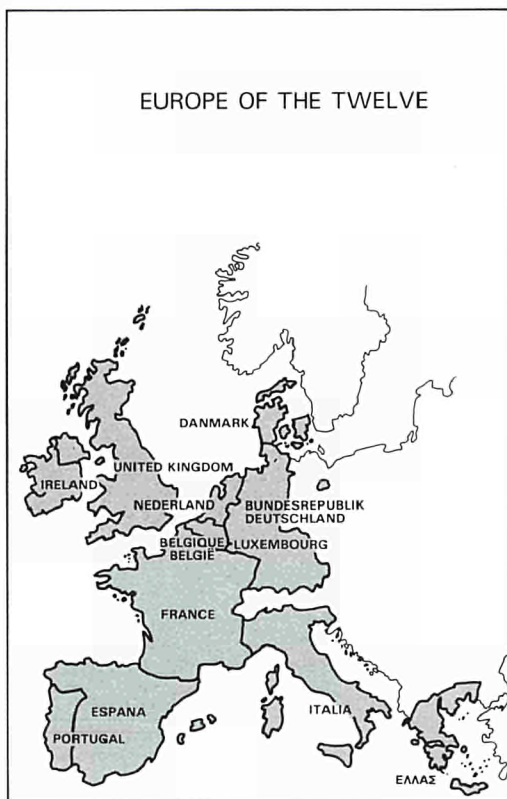 EUROPE OF THE TWELVE
DANMARK
UNITED KINGDOM
IRELAND
NEDERLAND
BUNDESREPUBLIK
DEUTSCHLAND
BELGIQUE
BELGIË
LUXEMBOURG
FRANCE
ESPANA
PORTUGAL
ITALIA
ΕΛΛΑΣ